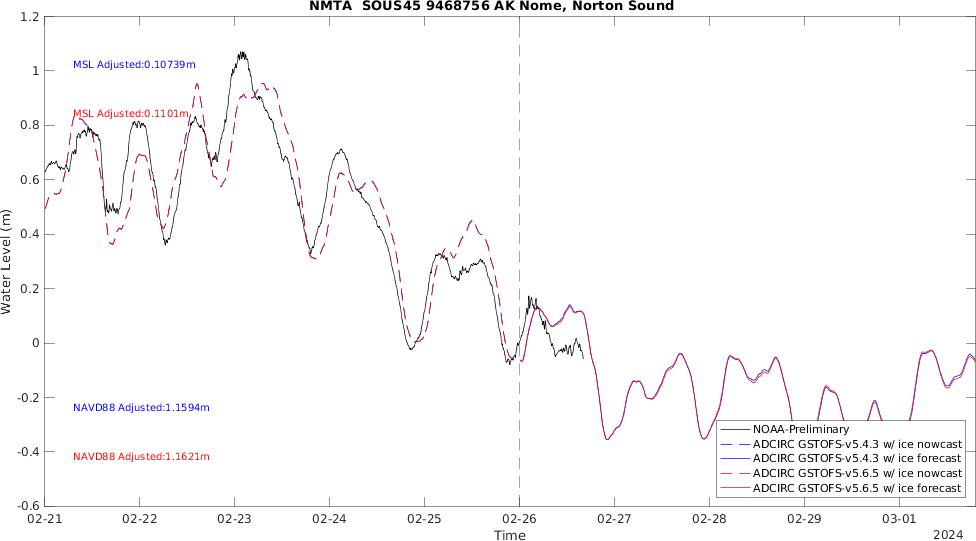 NMTA  SOUS45 9468756 AK Nome, Norton Sound
1.2
1
0.8
0.6
0.4
0.2
0
-0.2
-0.4
-0.6
Water Level (m)
MSL Adjusted:0.10739m
MSL Adjusted:0.1101m
NAVD88 Adjusted:1.1594m
NAVD88 Adjusted:1.1621m
NOAA-Preliminary
ADCIRC GSTOFS-v5.4.3 w/ ice nowcast
ADCIRC GSTOFS-v5.4.3 w/ ice forecast
ADCIRC GSTOFS-v5.6.5 w/ ice nowcast
ADCIRC GSTOFS-v5.6.5 w/ ice forecast
02-21 02-22 02-23 02-24 02-25 02-26 02-27 02-28 02-29 03-01
Time
2024